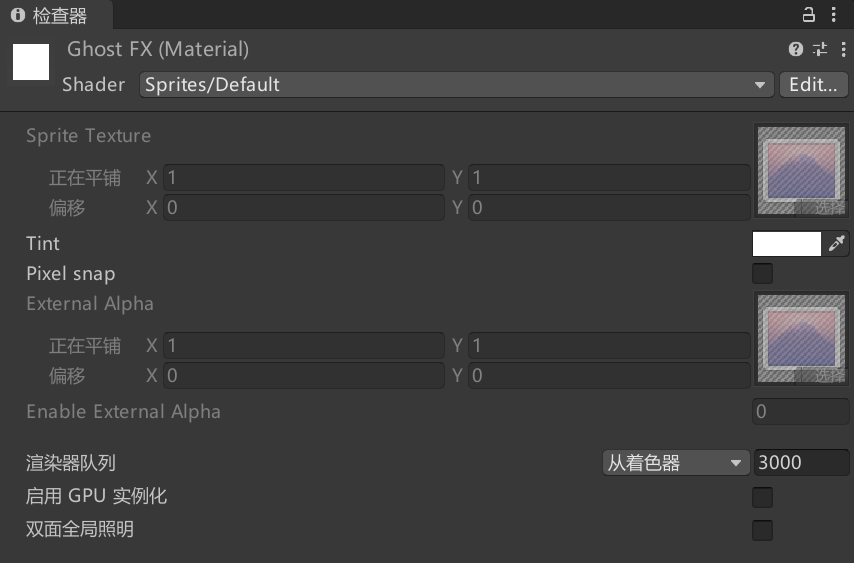 检查器
Ghost FX (Material)
Shader Sprites/Default Edit...
Sprite Texture
正在平铺 X 1 Y 1
偏移 X 0 Y 0
选择
Tint
Pixel snap
External Alpha
正在平铺 X 1 Y 1
偏移 X 0 Y 0
选择
Enable External Alpha 0
渲染器队列 从着色器 3000
启用 GPU 实例化
双面全局照明